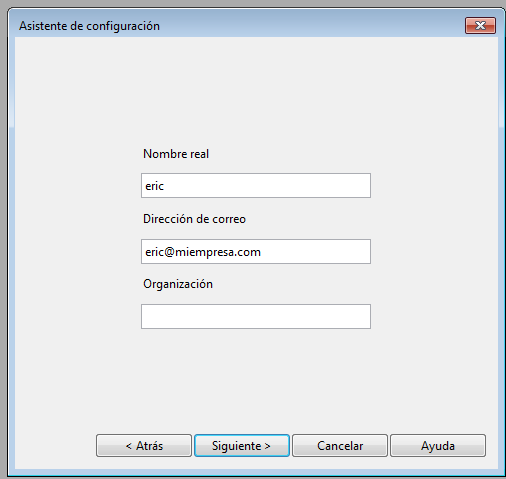 Asistente de configuración
Nombre real
eric
Dirección de correo
eric@miempresa.com
Organización
< Atrás
Siguiente >
Cancelar
Ayuda